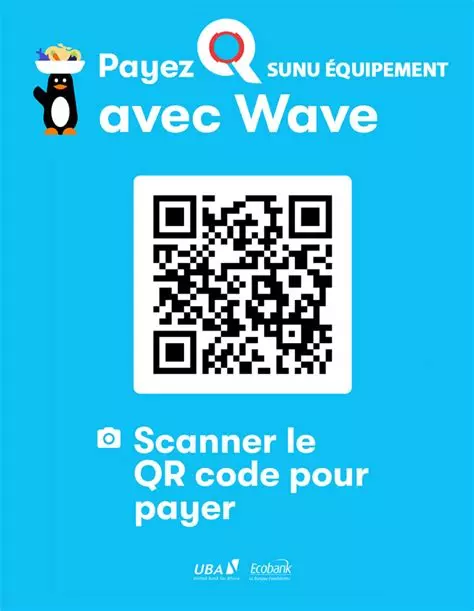 Payez SUNU ÉQUIPEMENT
avec Wave
Scanner le
QR code pour
payer
UBA Ecobank
United Bank for Africa